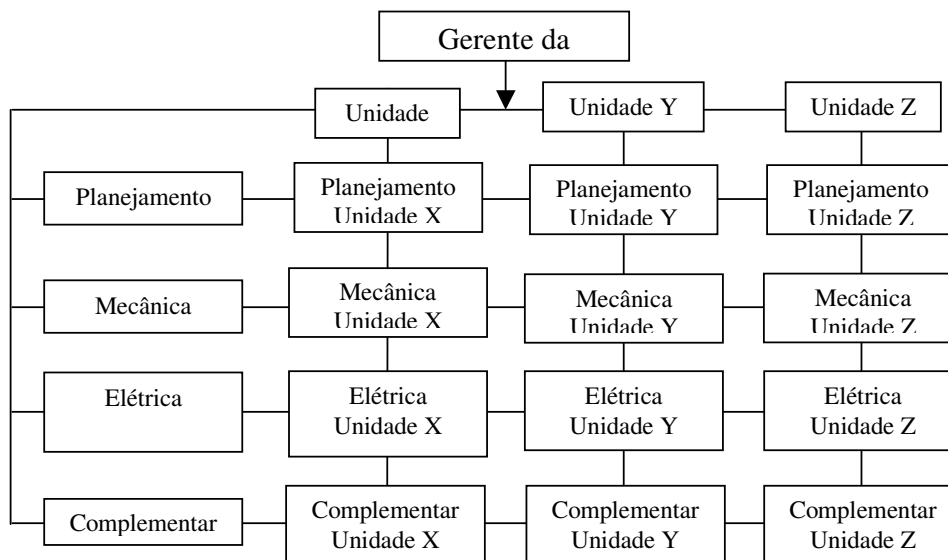 Gerente da
Unidade
Unidade Y
Unidade Z
Planejamento
Planejamento
Unidade X
Planejamento
Unidade Y
Planejamento
Unidade Z
Mecânica
Mecânica
Unidade X
Mecânica
Unidade Y
Mecânica
Unidade Z
Elétrica
Elétrica
Unidade X
Elétrica
Unidade Y
Elétrica
Unidade Z
Complementar
Complementar
Unidade X
Complementar
Unidade Y
Complementar
Unidade Z